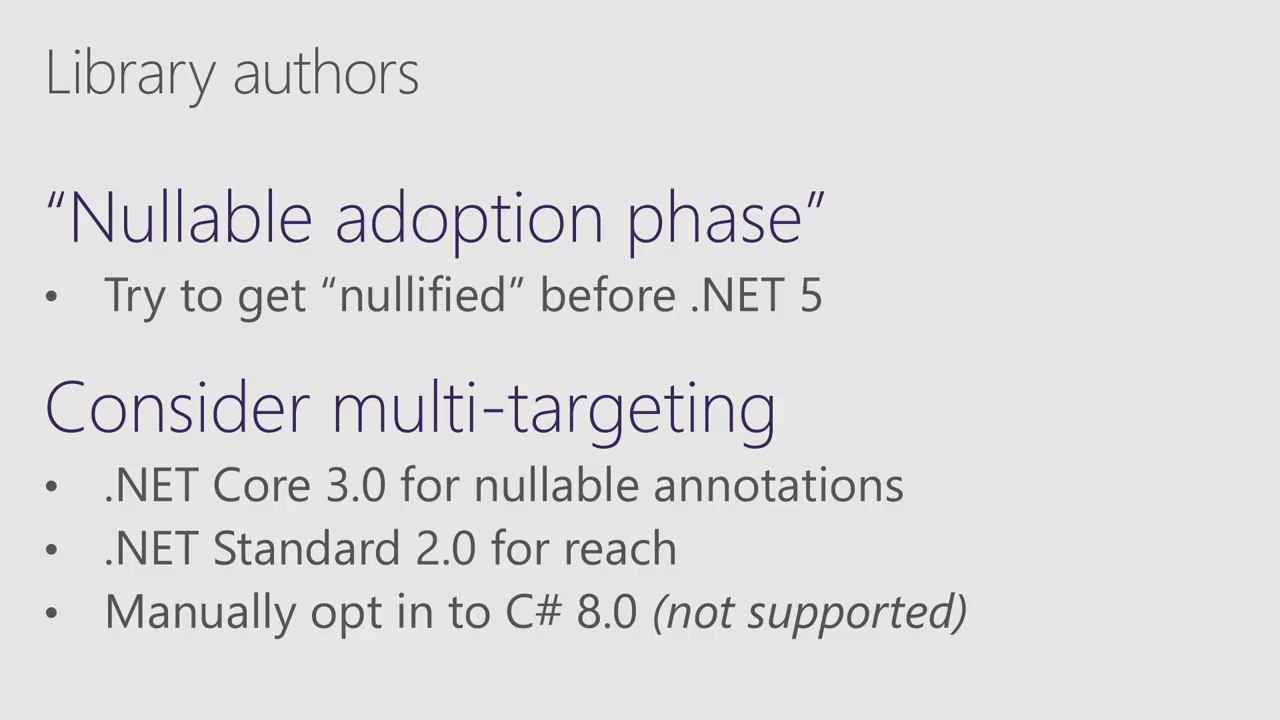 Library authors
“Nullable adoption phase”
• Try to get “nullified” before .NET 5
Consider multi-targeting
• .NET Core 3.0 for nullable annotations
• .NET Standard 2.0 for reach
• Manually opt in to C# 8.0 (not supported)